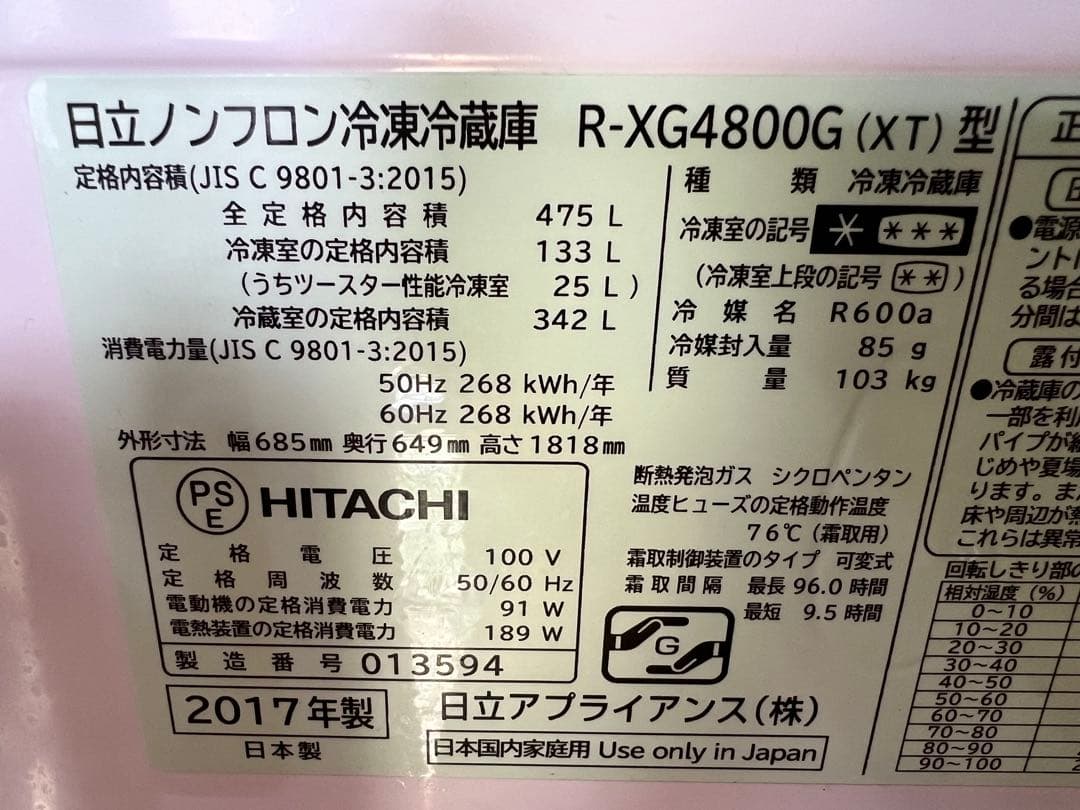 日立ノンフロン冷凍冷蔵庫 R-XG4800G (XT) 型
定格内容積(JIS C 9801-3:2015)
全定格内容積 475 L
冷凍室の定格内容積 133 L
(うちツースター性能冷凍室 25 L )
冷蔵室の定格内容積 342 L
消費電力量(JIS C 9801-3:2015)
50Hz 268 kWh/年
60Hz 268 kWh/年
外形寸法 幅685mm 奥行649mm 高さ1818mm
種類 冷凍冷蔵庫
冷凍室の記号 * ***
(冷凍室上段の記号 ** )
冷媒名 R600a
冷媒封入量 85 g
質量 103 kg
PS
E
HITACHI
定格電圧 100 V
定格周波数 50/60 Hz
電動機の定格消費電力 91 W
電熱装置の定格消費電力 189 W
製造番号 013594
2017年製
日本製
断熱発泡ガス シクロペンタン
温度ヒューズの定格動作温度
76℃(霜取用)
霜取制御装置のタイプ 可変式
霜取間隔 最長 96.0 時間
最短 9.5 時間
G
日立アプライアンス(株)
日本国内家庭用 Use only in Japan
正
●電源
ントに
る場合
分間は
露付
●冷蔵庫の
一部を利
パイプが
じめや夏場
ります。ま
床や周辺が
これらは異常
回転しきり部の
相対湿度(%)
0~10
10~20
20~30
30~40
40~50
50~60
60~70
70~80
80~90
90~100